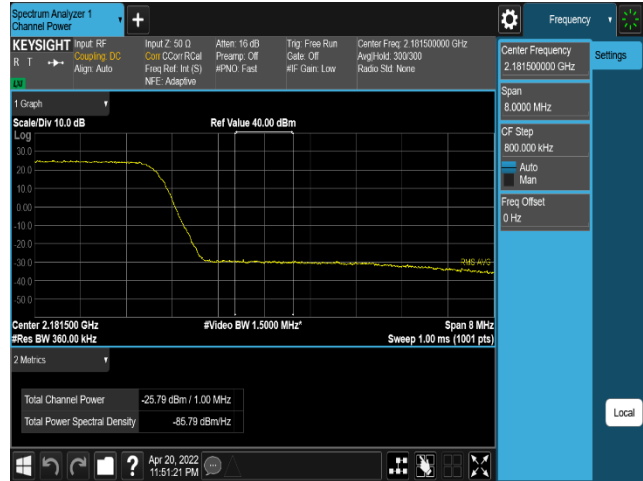 Spectrum Analyzer 1
Channel Power
+
Frequency
KEYSIGHT
R T
LXI
Input: RF
Coupling: DC
Align: Auto
Input Z: 50 Ω
Corr CCorr RCal
Freq Ref: Int (S)
NFE: Adaptive
Atten: 16 dB
Preamp: Off
#PNO: Fast
Trig: Free Run
Gate: Off
#IF Gain: Low
Center Freq: 2.181500000 GHz
Avg|Hold: 300/300
Radio Std: None
Center Frequency
2.181500000 GHz
Settings
Span
8.0000 MHz
CF Step
800.000 kHz
Auto
Man
Freq Offset
0 Hz
1 Graph
Scale/Div 10.0 dB
Ref Value 40.00 dBm
Log
30.0
20.0
10.0
0.00
-10.0
-20.0
-30.0
-40.0
-50.0
RMS AVG
Center 2.181500 GHz
#Video BW 1.5000 MHz*
Span 8 MHz
#Res BW 360.00 kHz
Sweep 1.00 ms (1001 pts)
2 Metrics
Total Channel Power -25.79 dBm / 1.00 MHz
Total Power Spectral Density -85.79 dBm/Hz
Local
?
Apr 20, 2022
11:51:21 PM